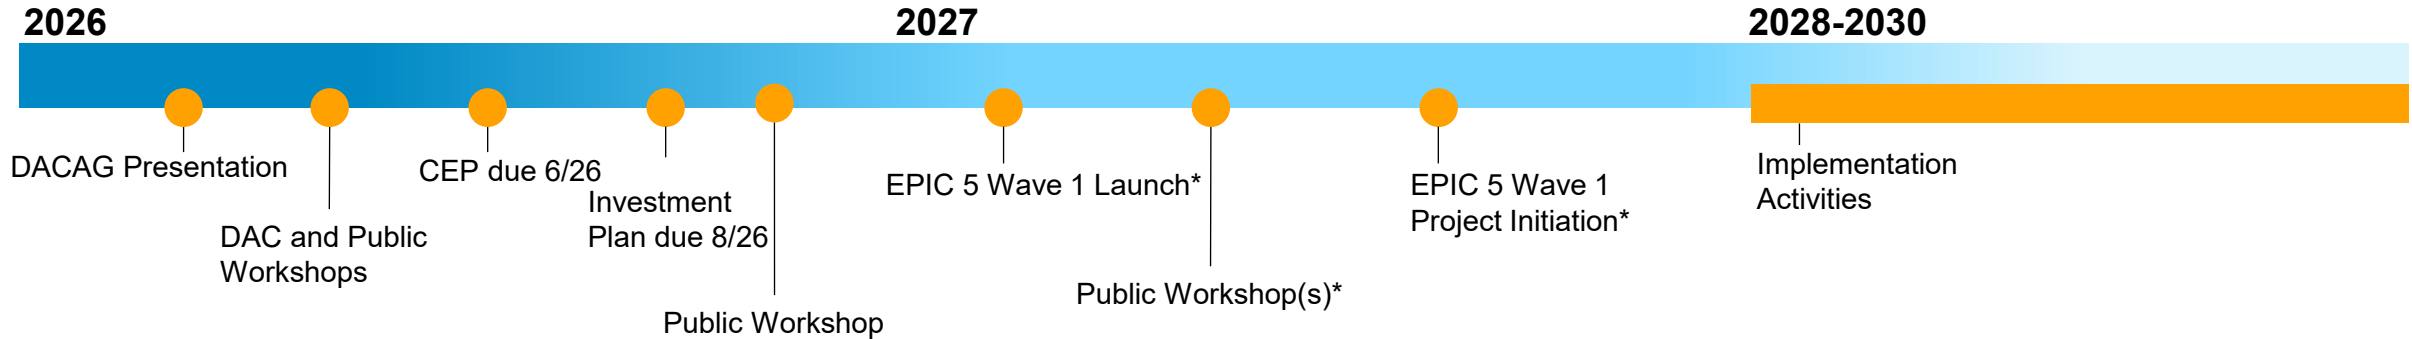 2026
2027
2028-2030
DACAG Presentation
DAC and Public
Workshops
CEP due 6/26
Investment
Plan due 8/26
Public Workshop
EPIC 5 Wave 1 Launch*
Public Workshop(s)*
EPIC 5 Wave 1
Project Initiation*
Implementation
Activities